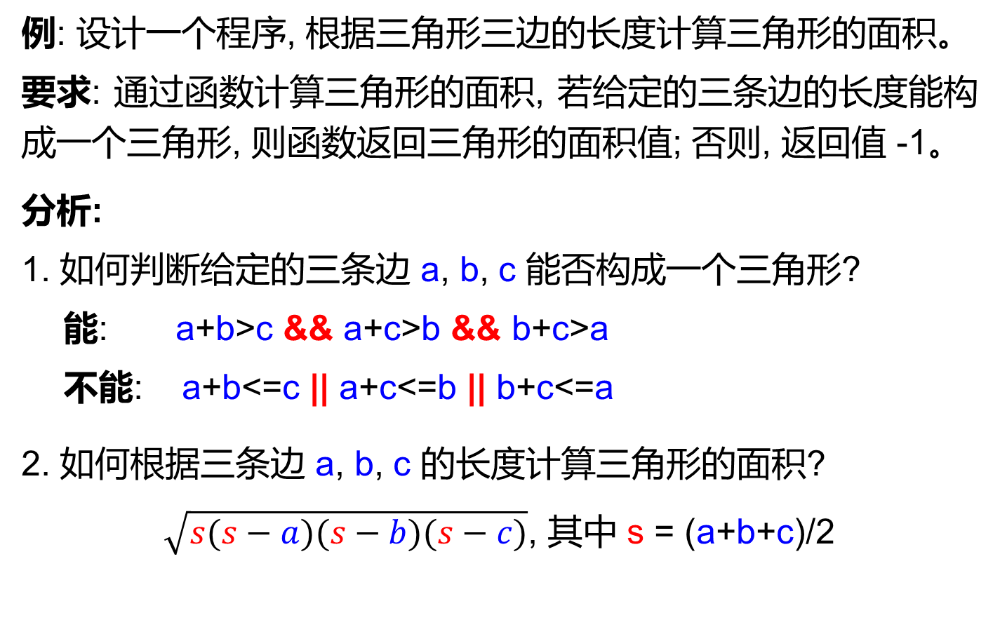 例: 设计一个程序, 根据三角形三边的长度计算三角形的面积。
要求: 通过函数计算三角形的面积, 若给定的三条边的长度能构
成一个三角形, 则函数返回三角形的面积值; 否则, 返回值 -1。
分析:
1. 如何判断给定的三条边 a, b, c 能否构成一个三角形?
能: a+b>c && a+c>b && b+c>a
不能: a+b<=c || a+c<=b || b+c<=a
2. 如何根据三条边 a, b, c 的长度计算三角形的面积?
√s(s − a)(s − b)(s − c), 其中 s = (a+b+c)/2